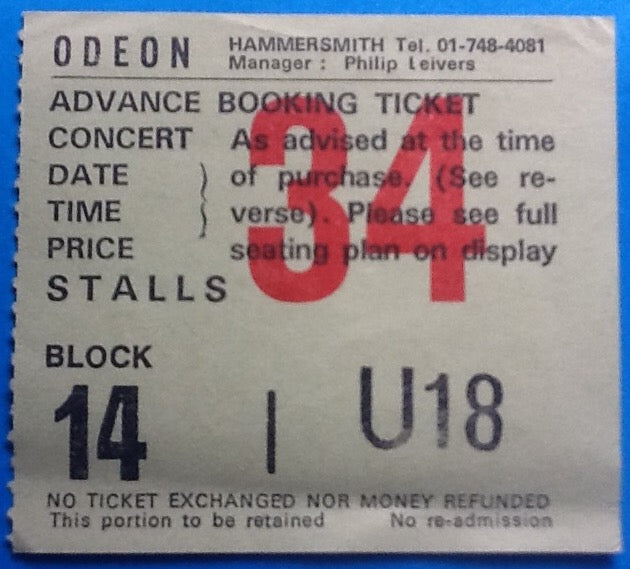 ODEON HAMMERSMITH Tel. 01-748-4081
Manager : Philip Leivers
ADVANCE BOOKING TICKET
CONCERT As advised at the time
DATE } of purchase. (See re-
TIME } verse). Please see full
PRICE seating plan on display
34
STALLS
BLOCK
14 | U18
NO TICKET EXCHANGED NOR MONEY REFUNDED
This portion to be retained No re-admission